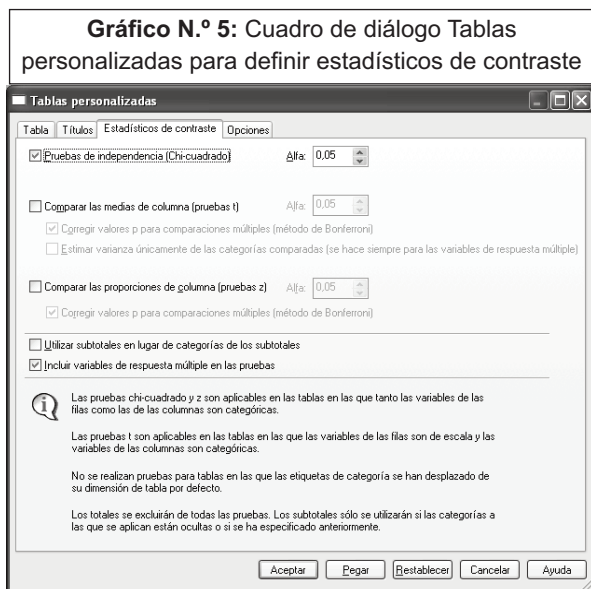 Gráfico N.º 5: Cuadro de diálogo Tablas
personalizadas para definir estadísticos de contraste
Tablas personalizadas
Tabla Títulos Estadísticos de contraste Opciones
Pruebas de independencia (Chi-cuadrado) Alfa: 0,05
Comparar las medias de columna (pruebas t) Alfa: 0,05
Corregir valores p para comparaciones múltiples (método de Bonferroni)
Estimar varianza únicamente de las categorías comparadas (se hace siempre para las variables de respuesta múltiple)
Comparar las proporciones de columna (pruebas z) Alfa: 0,05
Corregir valores p para comparaciones múltiples (método de Bonferroni)
Utilizar subtotales en lugar de categorías de los subtotales
Incluir variables de respuesta múltiple en las pruebas
Las pruebas chi-cuadrado y z son aplicables en las tablas en las que tanto las variables de las
filas como las de las columnas son categóricas.
Las pruebas t son aplicables en las tablas en las que las variables de las filas son de escala y las
variables de las columnas son categóricas.
No se realizan pruebas para tablas en las que las etiquetas de categoría se han desplazado de
su dimensión de tabla por defecto.
Los totales se excluirán de todas las pruebas. Los subtotales sólo se utilizarán si las categorías a
las que se aplican están ocultas o si se ha especificado anteriormente.
Aceptar Pegar Restablecer Cancelar Ayuda